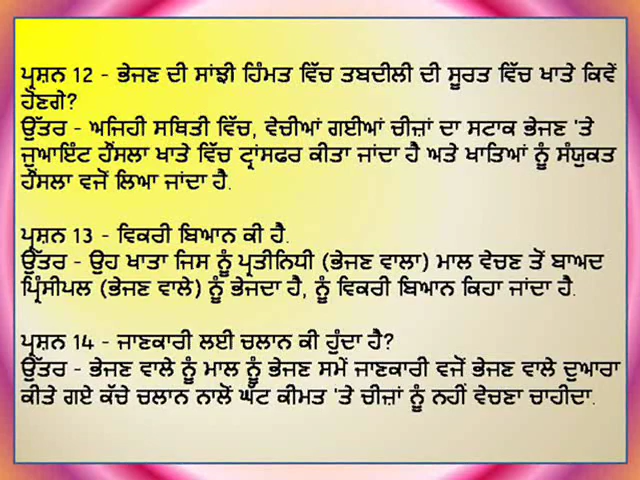 ਪ੍ਰਸ਼ਨ 12 - ਭੇਜਣ ਦੀ ਸਾਂਝੀ ਹਿੰਮਤ ਵਿੱਚ ਤਬਦੀਲੀ ਦੀ ਸੂਰਤ ਵਿੱਚ ਖਾਤੇ ਕਿਵੇਂ
ਹੋਣਗੇ?
ਉੱਤਰ - ਅਜਿਹੀ ਸਥਿਤੀ ਵਿੱਚ, ਵੇਚੀਆਂ ਗਈਆਂ ਚੀਜ਼ਾਂ ਦਾ ਸਟਾਕ ਭੇਜਣ 'ਤੇ
ਜੁਆਇੰਟ ਹੌਂਸਲਾ ਖਾਤੇ ਵਿੱਚ ਟ੍ਰਾਂਸਫਰ ਕੀਤਾ ਜਾਂਦਾ ਹੈ ਅਤੇ ਖਾਤਿਆਂ ਨੂੰ ਸੰਯੁਕਤ
ਹੌਂਸਲਾ ਵਜੋਂ ਲਿਆ ਜਾਂਦਾ ਹੈ.
ਪ੍ਰਸ਼ਨ 13 - ਵਿਕਰੀ ਬਿਆਨ ਕੀ ਹੈ.
ਉੱਤਰ - ਉਹ ਖਾਤਾ ਜਿਸ ਨੂੰ ਪ੍ਰਤੀਨਿਧੀ (ਭੇਜਣ ਵਾਲਾ) ਮਾਲ ਵੇਚਣ ਤੋਂ ਬਾਅਦ
ਪ੍ਰਿੰਸੀਪਲ (ਭੇਜਣ ਵਾਲੇ) ਨੂੰ ਭੇਜਦਾ ਹੈ, ਨੂੰ ਵਿਕਰੀ ਬਿਆਨ ਕਿਹਾ ਜਾਂਦਾ ਹੈ.
ਪ੍ਰਸ਼ਨ 14 - ਜਾਣਕਾਰੀ ਲਈ ਚਲਾਨ ਕੀ ਹੁੰਦਾ ਹੈ?
ਉੱਤਰ - ਭੇਜਣ ਵਾਲੇ ਨੂੰ ਮਾਲ ਨੂੰ ਭੇਜਣ ਸਮੇਂ ਜਾਣਕਾਰੀ ਵਜੋਂ ਭੇਜਣ ਵਾਲੇ ਦੁਆਰਾ
ਕੀਤੇ ਗਏ ਕੱਚੇ ਚਲਾਨ ਨਾਲੋਂ ਘੱਟ ਕੀਮਤ 'ਤੇ ਚੀਜ਼ਾਂ ਨੂੰ ਨਹੀਂ ਵੇਚਣਾ ਚਾਹੀਦਾ.